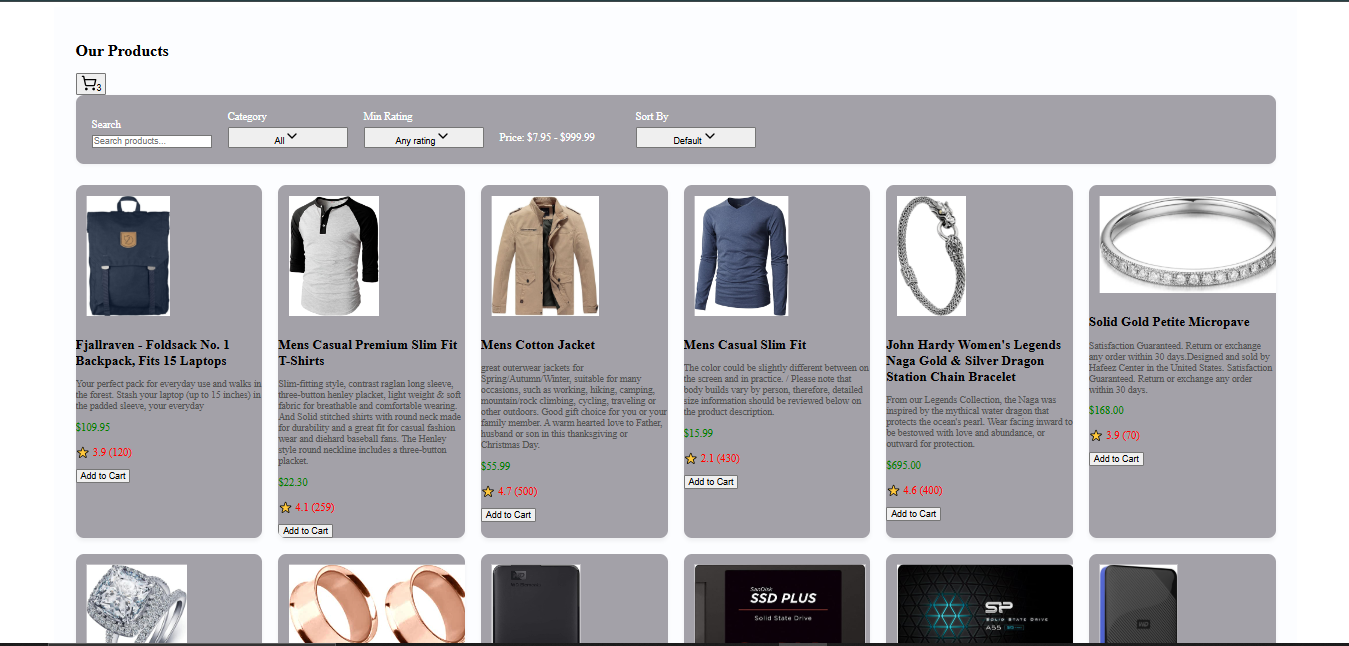 Our Products
3
Search
Search products...
Category
All
Min Rating
Any rating
Price: $7.95 - $999.99
Sort By
Default
Fjallraven - Foldsack No. 1
Backpack, Fits 15 Laptops
Your perfect pack for everyday use and walks in
the forest. Stash your laptop (up to 15 inches) in
the padded sleeve, your everyday
$109.95
3.9 (120)
Add to Cart
Mens Casual Premium Slim Fit
T-Shirts
Slim-fitting style, contrast raglan long sleeve,
three-button henley placket, light weight & soft
fabric for breathable and comfortable wearing.
And Solid stitched shirts with round neck made
for durability and a great fit for casual fashion
wear and diehard baseball fans. The Henley
style round neckline includes a three-button
placket.
$22.30
4.1 (259)
Add to Cart
Mens Cotton Jacket
great outerwear jackets for
Spring/Autumn/Winter, suitable for many
occasions, such as working, hiking, camping,
mountain/rock climbing, cycling, traveling or
other outdoors. Good gift choice for you or your
family member. A warm hearted love to Father,
husband or son in this thanksgiving or
Christmas Day.
$55.99
4.7 (500)
Add to Cart
Mens Casual Slim Fit
The color could be slightly different between on
the screen and in practice. / Please note that
body builds vary by person, therefore, detailed
size information should be reviewed below on
the product description.
$15.99
2.1 (430)
Add to Cart
John Hardy Women's Legends
Naga Gold & Silver Dragon
Station Chain Bracelet
From our Legends Collection, the Naga was
inspired by the mythical water dragon that
protects the ocean's pearl. Wear facing inward to
be bestowed with love and abundance, or
outward for protection.
$695.00
4.6 (400)
Add to Cart
Solid Gold Petite Micropave
Satisfaction Guaranteed. Return or exchange
any order within 30 days.Designed and sold by
Hafeez Center in the United States. Satisfaction
Guaranteed. Return or exchange any order
within 30 days.
$168.00
3.9 (70)
Add to Cart
SanDisk
SSD PLUS
Solid State Drive
SP
SOLID STATE DRIVE
A55
WD